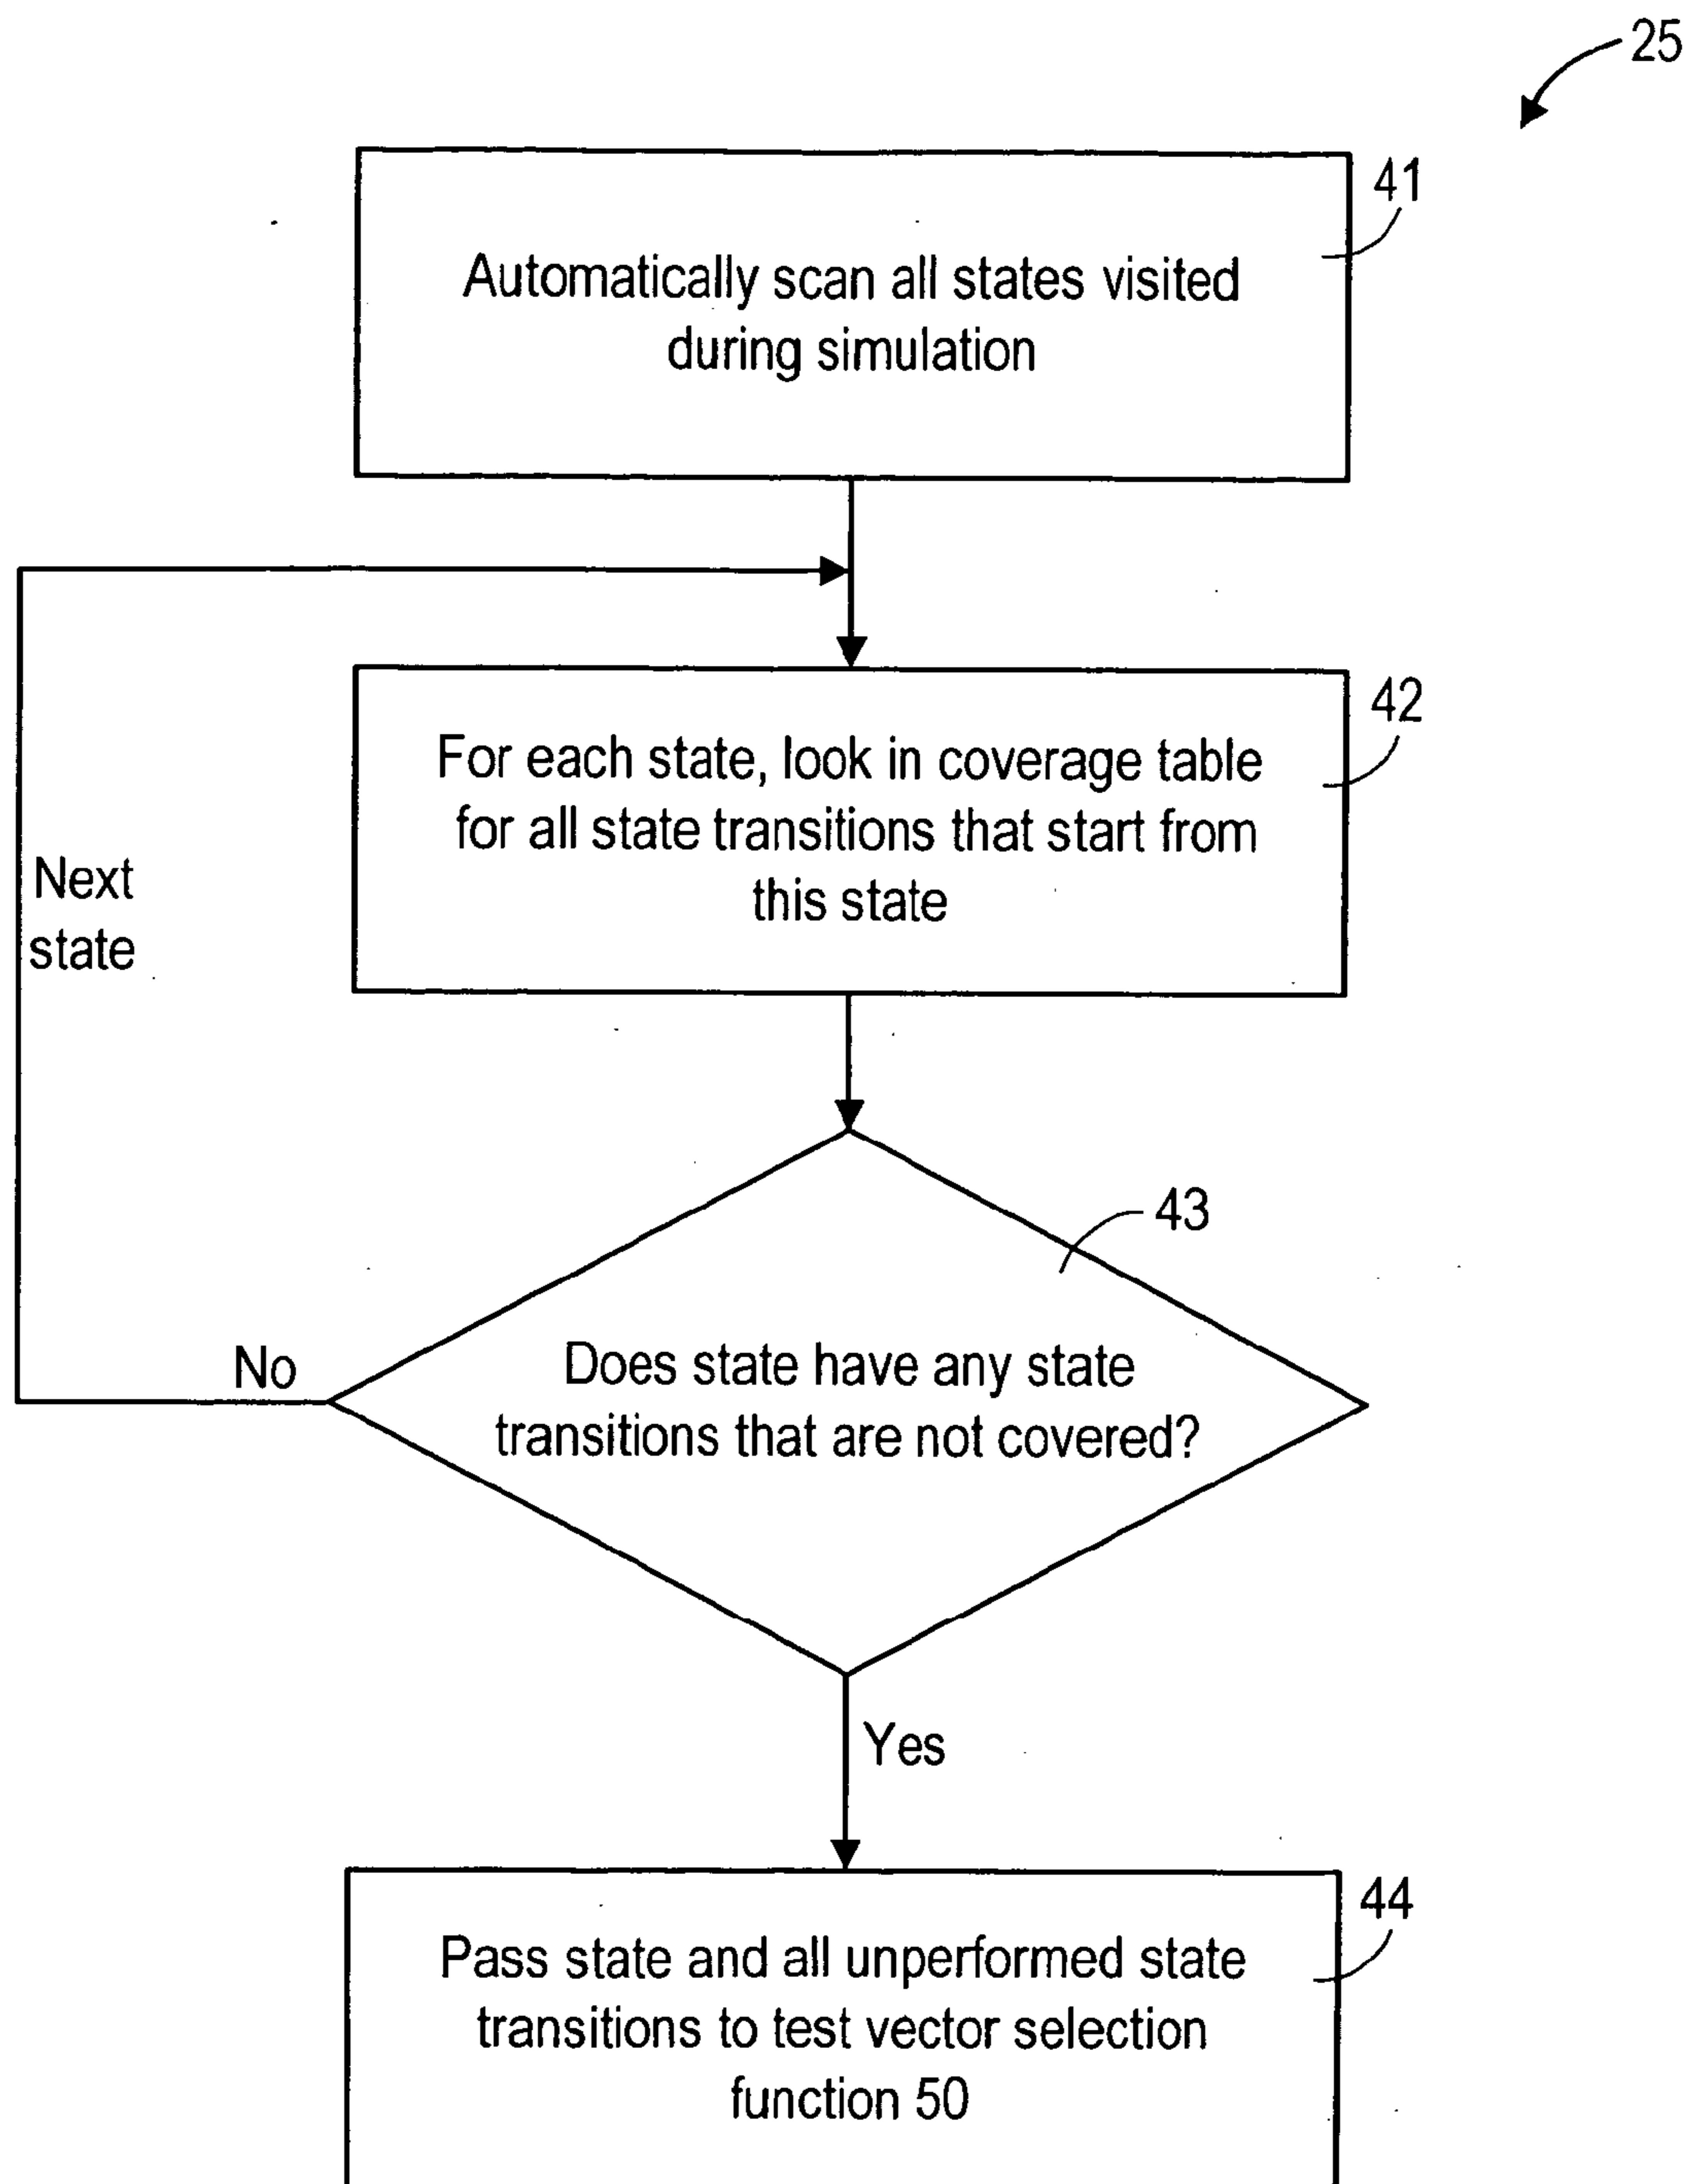 25
41
Automatically scan all states visited
during simulation
42
For each state, look in coverage table
for all state transitions that start from
this state
Next
state
43
No
Does state have any state
transitions that are not covered?
Yes
44
Pass state and all unperformed state
transitions to test vector selection
function 50